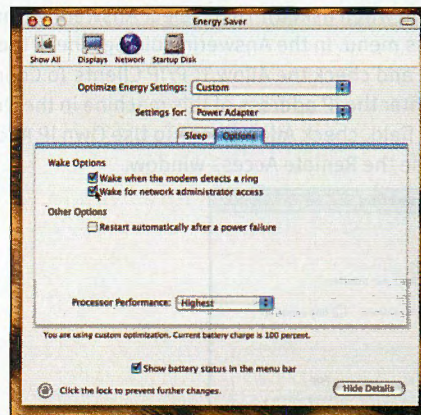 Energy Saver
Show All Displays Network Startup Disk
Optimize Energy Settings: Custom
Settings for: Power Adapter
Sleep Options
Wake Options
Wake when the modem detects a ring
Wake for network administrator access
Other Options
Restart automatically after a power failure
Processor Performance: Highest
You are using custom optimization. Current battery charge is 100 percent.
Show battery status in the menu bar
Click the lock to prevent further changes.
Hide Details